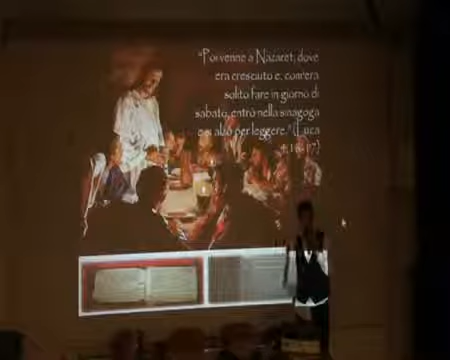 "Poi venne a Nazaret, dove
era cresciuto e, com'era
solito fare in giorno di
sabato, entrò nella sinagoga
e si alzò per leggere." (Luca
4:16-17)